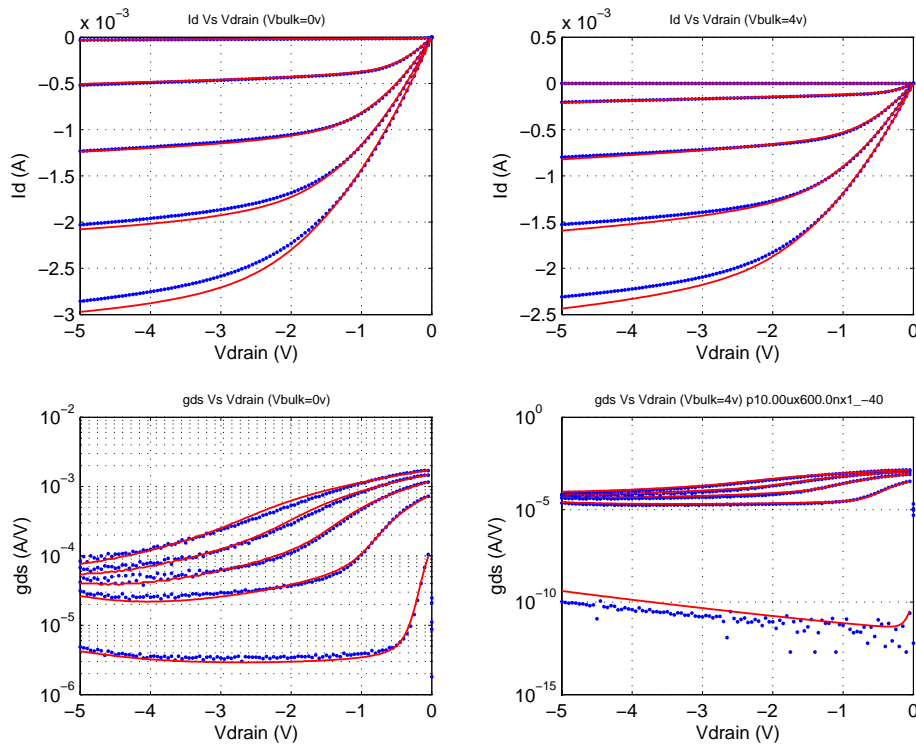 Id Vs Vdrain (Vbulk=0v)
x 10^−3
0
−0.5
−1
−1.5
−2
−2.5
−3
Id (A)
−5 −4 −3 −2 −1 0
Vdrain (V)
Id Vs Vdrain (Vbulk=4v)
x 10^−3
0.5
0
−0.5
−1
−1.5
−2
−2.5
Id (A)
−5 −4 −3 −2 −1 0
Vdrain (V)
gds Vs Vdrain (Vbulk=0v)
10^−2
10^−3
10^−4
10^−5
10^−6
gds (A/V)
−5 −4 −3 −2 −1 0
Vdrain (V)
gds Vs Vdrain (Vbulk=4v) p10.00ux600.0nx1_−40
10^0
10^−5
10^−10
10^−15
gds (A/V)
−5 −4 −3 −2 −1 0
Vdrain (V)